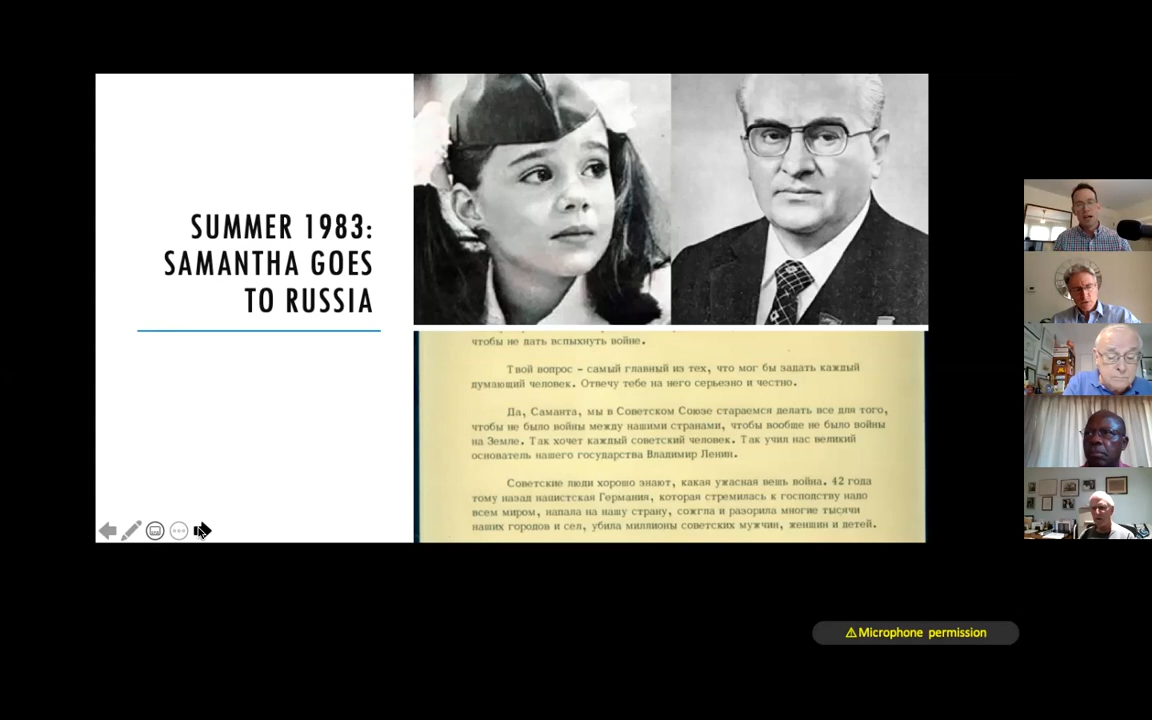 SUMMER 1983:
SAMANTHA GOES
TO RUSSIA
чтобы не дать вспыхнуть войне.
Твой вопрос – самый главный из тех, что мог бы задать каждый
думающий человек. Отвечу тебе на него серьезно и честно.
Да, Саманта, мы в Советском Союзе стараемся делать все для того,
чтобы не было войны между нашими странами, чтобы вообще не было войны
на Земле. Так хочет каждый советский человек. Так учил нас великий
основатель нашего государства Владимир Ленин.
Советские люди хорошо знают, какая ужасная вещь война. 42 года
тому назад нацистская Германия, которая стремилась к господству надо
всем миром, напала на нашу страну, сожгла и разорила многие тысячи
наших городов и сел, убила миллионы советских мужчин, женщин и детей.
Microphone permission